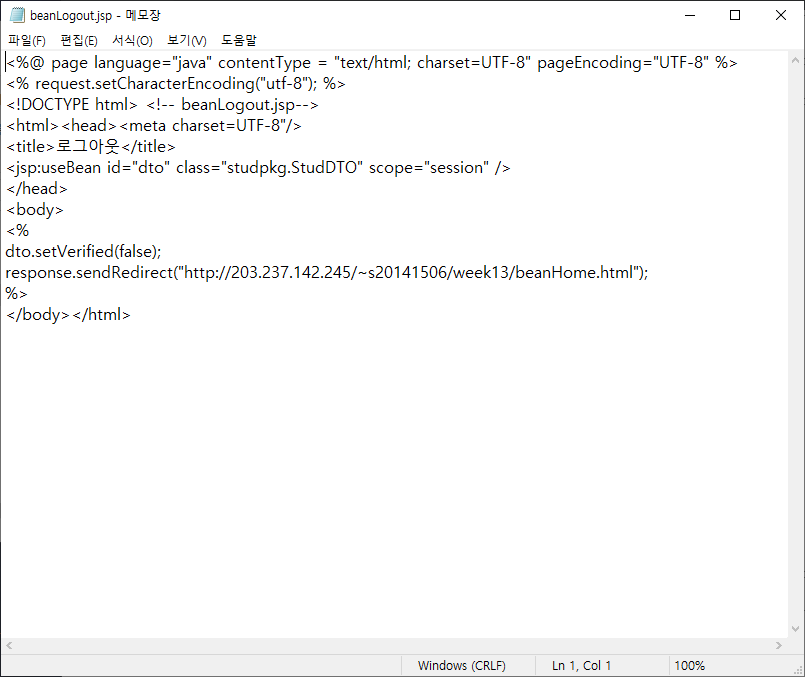 beanLogout.jsp - 메모장
파일(F) 편집(E) 서식(O) 보기(V) 도움말
<%@ page language="java" contentType = "text/html; charset=UTF-8" pageEncoding="UTF-8" %>
<% request.setCharacterEncoding("utf-8"); %>
<!DOCTYPE html> <!-- beanLogout.jsp-->
<html><head><meta charset=UTF-8"/>
<title>로그아웃</title>
<jsp:useBean id="dto" class="studpkg.StudDTO" scope="session" />
</head>
<body>
<%
dto.setVerified(false);
response.sendRedirect("http://203.237.142.245/~s20141506/week13/beanHome.html");
%>
</body></html>
Windows (CRLF) Ln 1, Col 1 100%